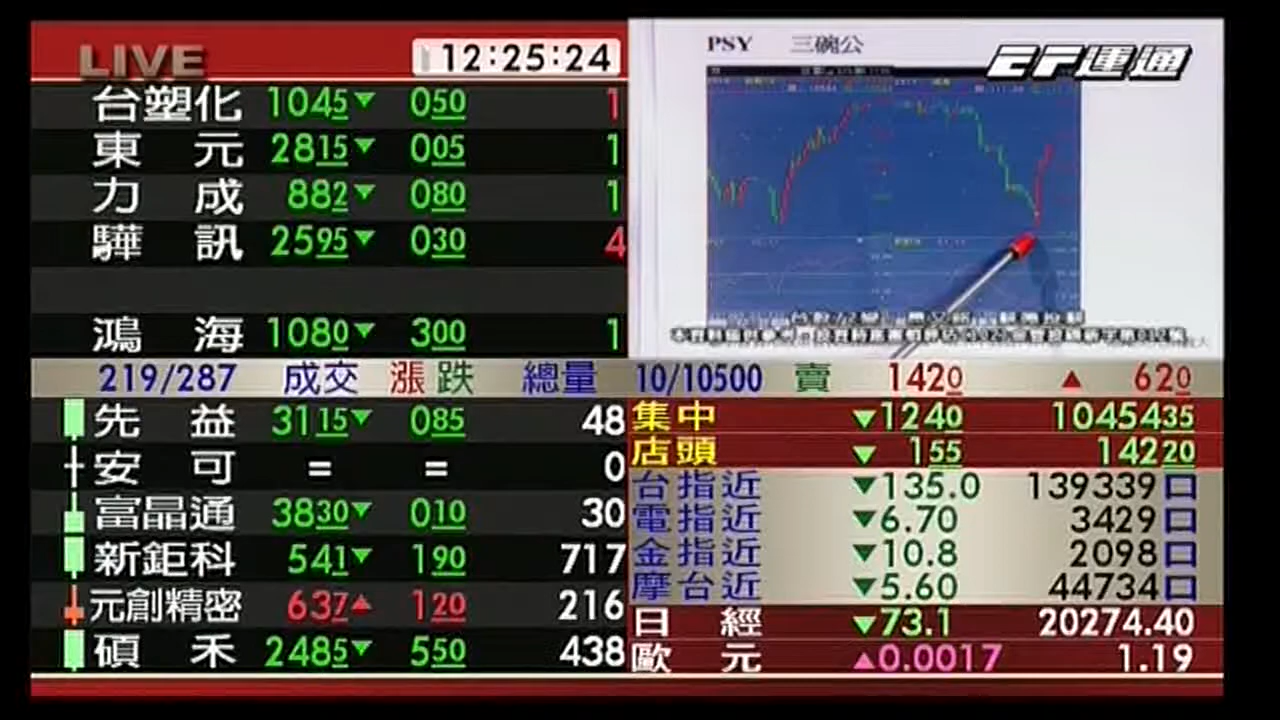 LIVE 12:25:24
台塑化 1045▼ 050 1
東元 2815▼ 005 1
力成 882▼ 080 1
驊訊 2595▼ 030 4
鴻海 1080▼ 300 1
219/287 成交 漲跌 總量
先益 3115▼ 085 48
安可 = = 0
富晶通 3830▼ 010 30
新鉅科 541▼ 190 717
元創精密 637▲ 120 216
碩禾 2485▼ 550 438
PSY 三碗公
運通
10/10500 賣 1420 ▲ 620
集中 ▼1240 1045435
店頭 ▼155 14220
台指近 ▼135.0 139339口
電指近 ▼6.70 3429口
金指近 ▼10.8 2098口
摩台近 ▼5.60 44734口
日經 ▼73.1 20274.40
歐元 ▲0.0017 1.19